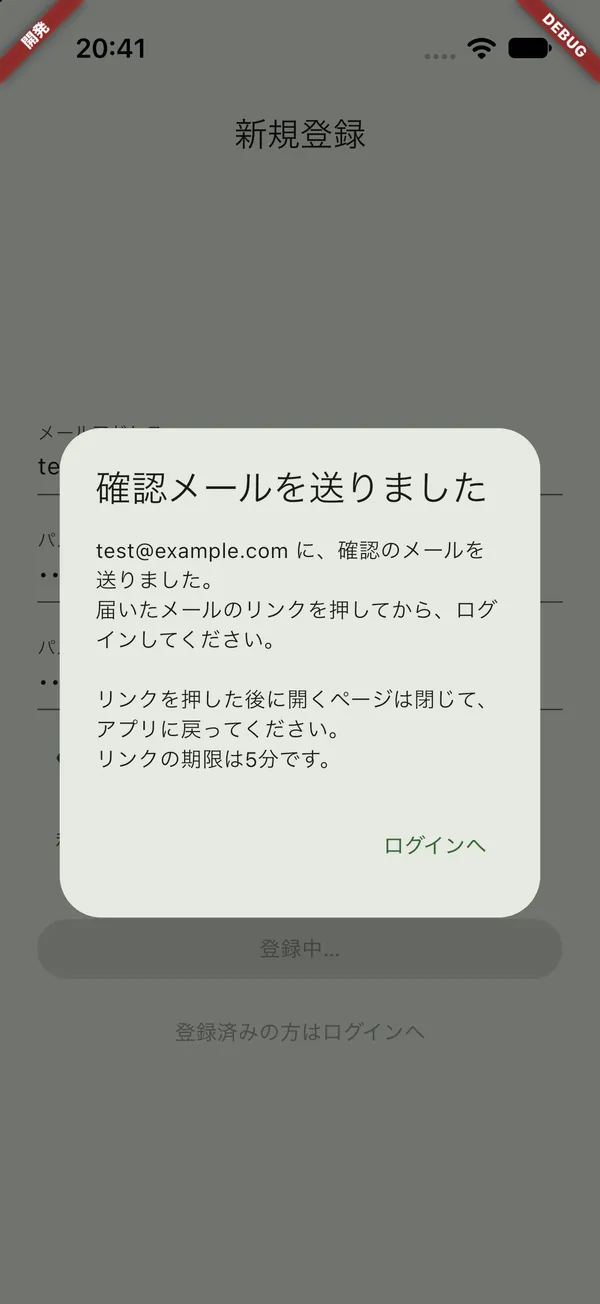 開発
DEBUG
20:41
新規登録
te
確認メールを送りました
test@example.com に、確認のメールを
送りました。
届いたメールのリンクを押してから、ログ
インしてください。
リンクを押した後に開くページは閉じて、
アプリに戻ってください。
リンクの期限は5分です。
ログインへ
登録中...
登録済みの方はログインへ